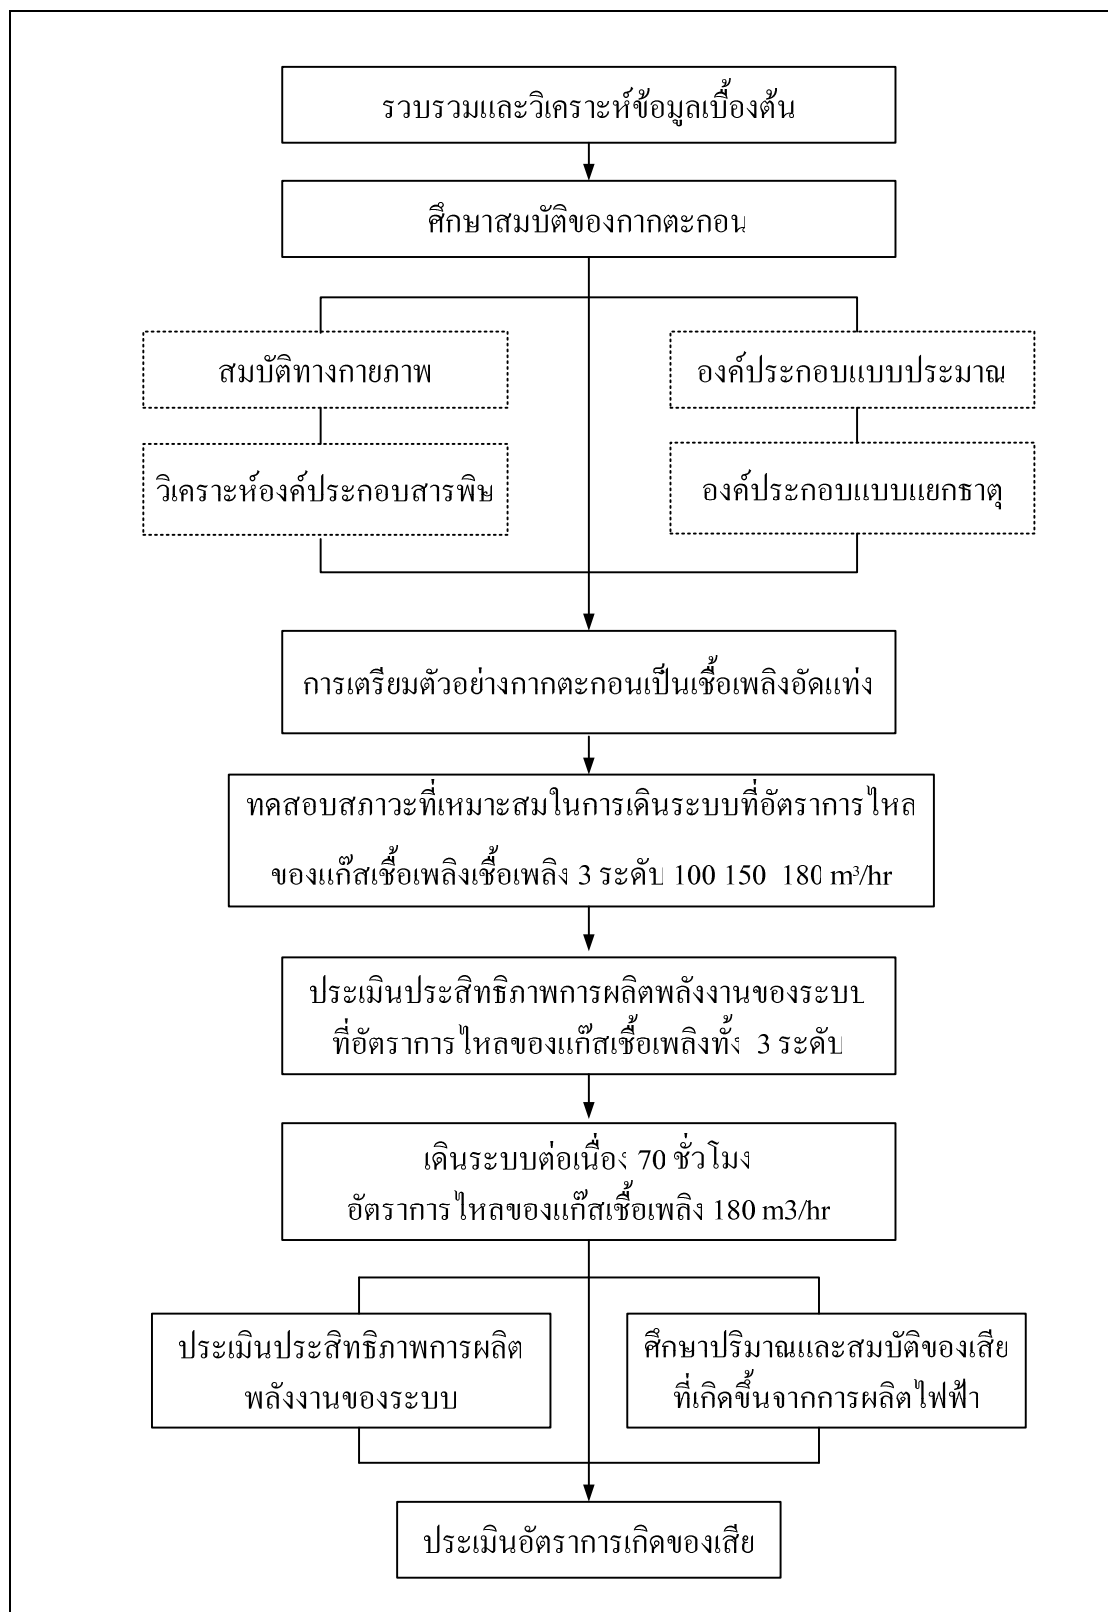 รวบรวมและวิเคราะห์ข้อมูลเบื้องต้น
ศึกษาสมบัติของกากตะกอน
สมบัติทางกายภาพ
องค์ประกอบแบบประมาณ
วิเคราะห์องค์ประกอบสารพิษ
องค์ประกอบแบบแยกธาตุ
การเตรียมตัวอย่างกากตะกอนเป็นเชื้อเพลิงอัดแท่ง
ทดสอบสภาวะที่เหมาะสมในการเดินระบบที่อัตราการไหล
ของแก๊สเชื้อเพลิงเชื้อเพลิง 3 ระดับ 100 150 180 m³/hr
ประเมินประสิทธิภาพการผลิตพลังงานของระบบ
ที่อัตราการไหลของแก๊สเชื้อเพลิงทั้ง 3 ระดับ
เดินระบบต่อเนื่อง 70 ชั่วโมง
อัตราการไหลของแก๊สเชื้อเพลิง 180 m3/hr
ประเมินประสิทธิภาพการผลิต
พลังงานของระบบ
ศึกษาปริมาณและสมบัติของเสีย
ที่เกิดขึ้นจากการผลิตไฟฟ้า
ประเมินอัตราการเกิดของเสีย